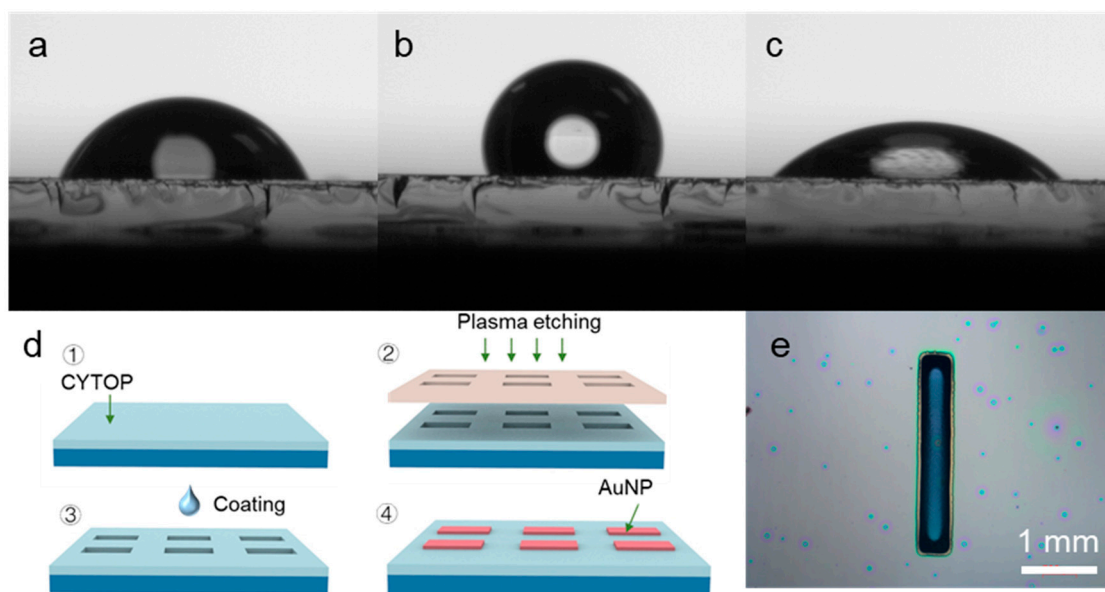 a
b
c
d
①
CYTOP
Plasma etching
②
③
Coating
④
AuNP
e
1 mm